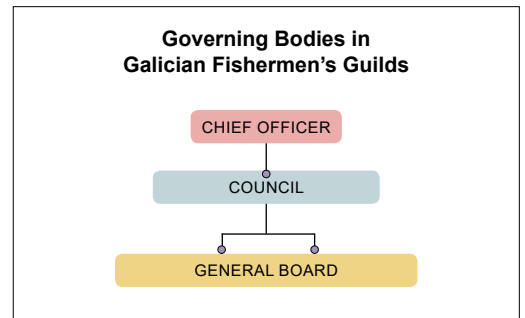 Governing Bodies in
Galician Fishermen’s Guilds
CHIEF OFFICER
COUNCIL
GENERAL BOARD